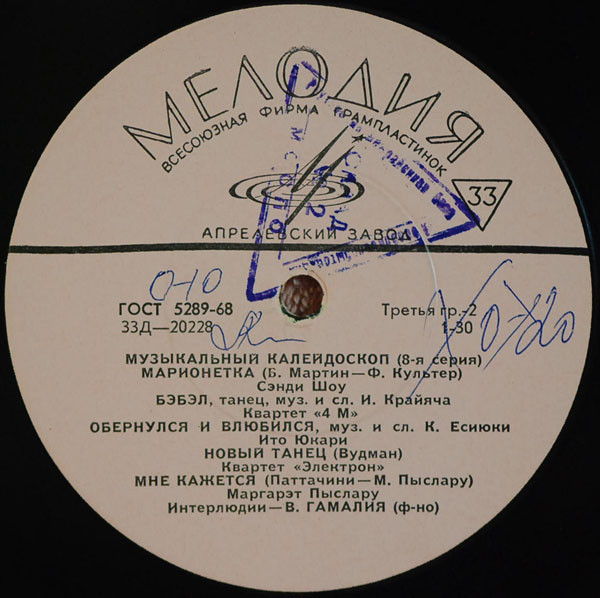 МЕЛОДИЯ
ВСЕСОЮЗНАЯ ФИРМА ГРАМПЛАСТИНОК
33
АПРЕЛЕВСКИЙ ЗАВОД
ГОСТ 5289-68
33Д—20228
Третья гр.-2
1-30
0-20
МУЗЫКАЛЬНЫЙ КАЛЕЙДОСКОП (8-я серия)
МАРИОНЕТКА (Б. Мартин—Ф. Культер)
Сэнди Шоу
БЭБЭЛ, танец, муз. и сл. И. Крайяча
Квартет «4 М»
ОБЕРНУЛСЯ И ВЛЮБИЛСЯ, муз. и сл. К. Есиюки
Ито Юкари
НОВЫЙ ТАНЕЦ (Вудман)
Квартет «Электрон»
МНЕ КАЖЕТСЯ (Паттачини—М. Пыслару)
Маргарэт Пыслару
Интерлюдии—В. ГАМАЛИЯ (ф-но)